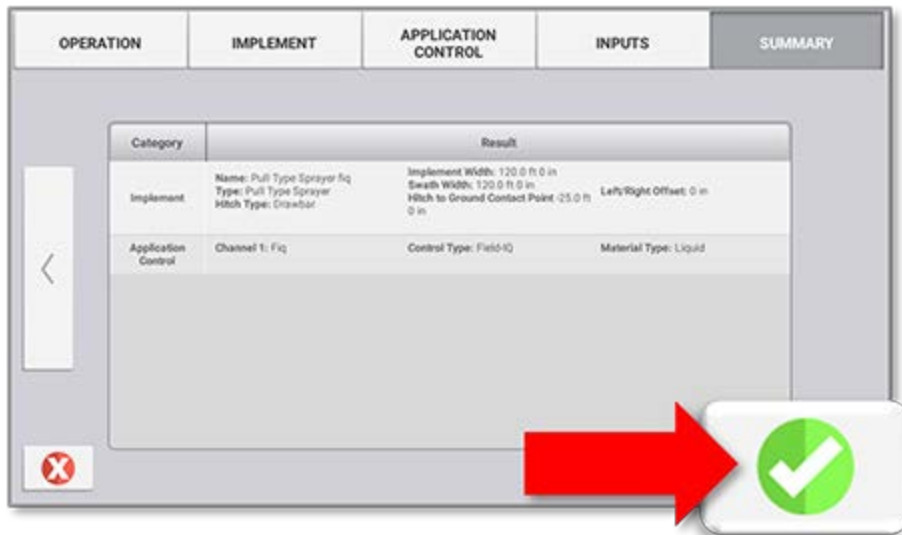 OPERATION
IMPLEMENT
APPLICATION
CONTROL
INPUTS
SUMMARY
Category
Result
Implement
Name: Pull Type Sprayer fiq
Type: Pull Type Sprayer
Hitch Type: Drawbar
Implement Width: 120.0 ft 0 in
Swath Width: 120.0 ft 0 in
Hitch to Ground Contact Point -25.0 ft
0 in
Left/Right Offset: 0 in
Application
Control
Channel 1: Fiq
Control Type: Field-IQ
Material Type: Liquid